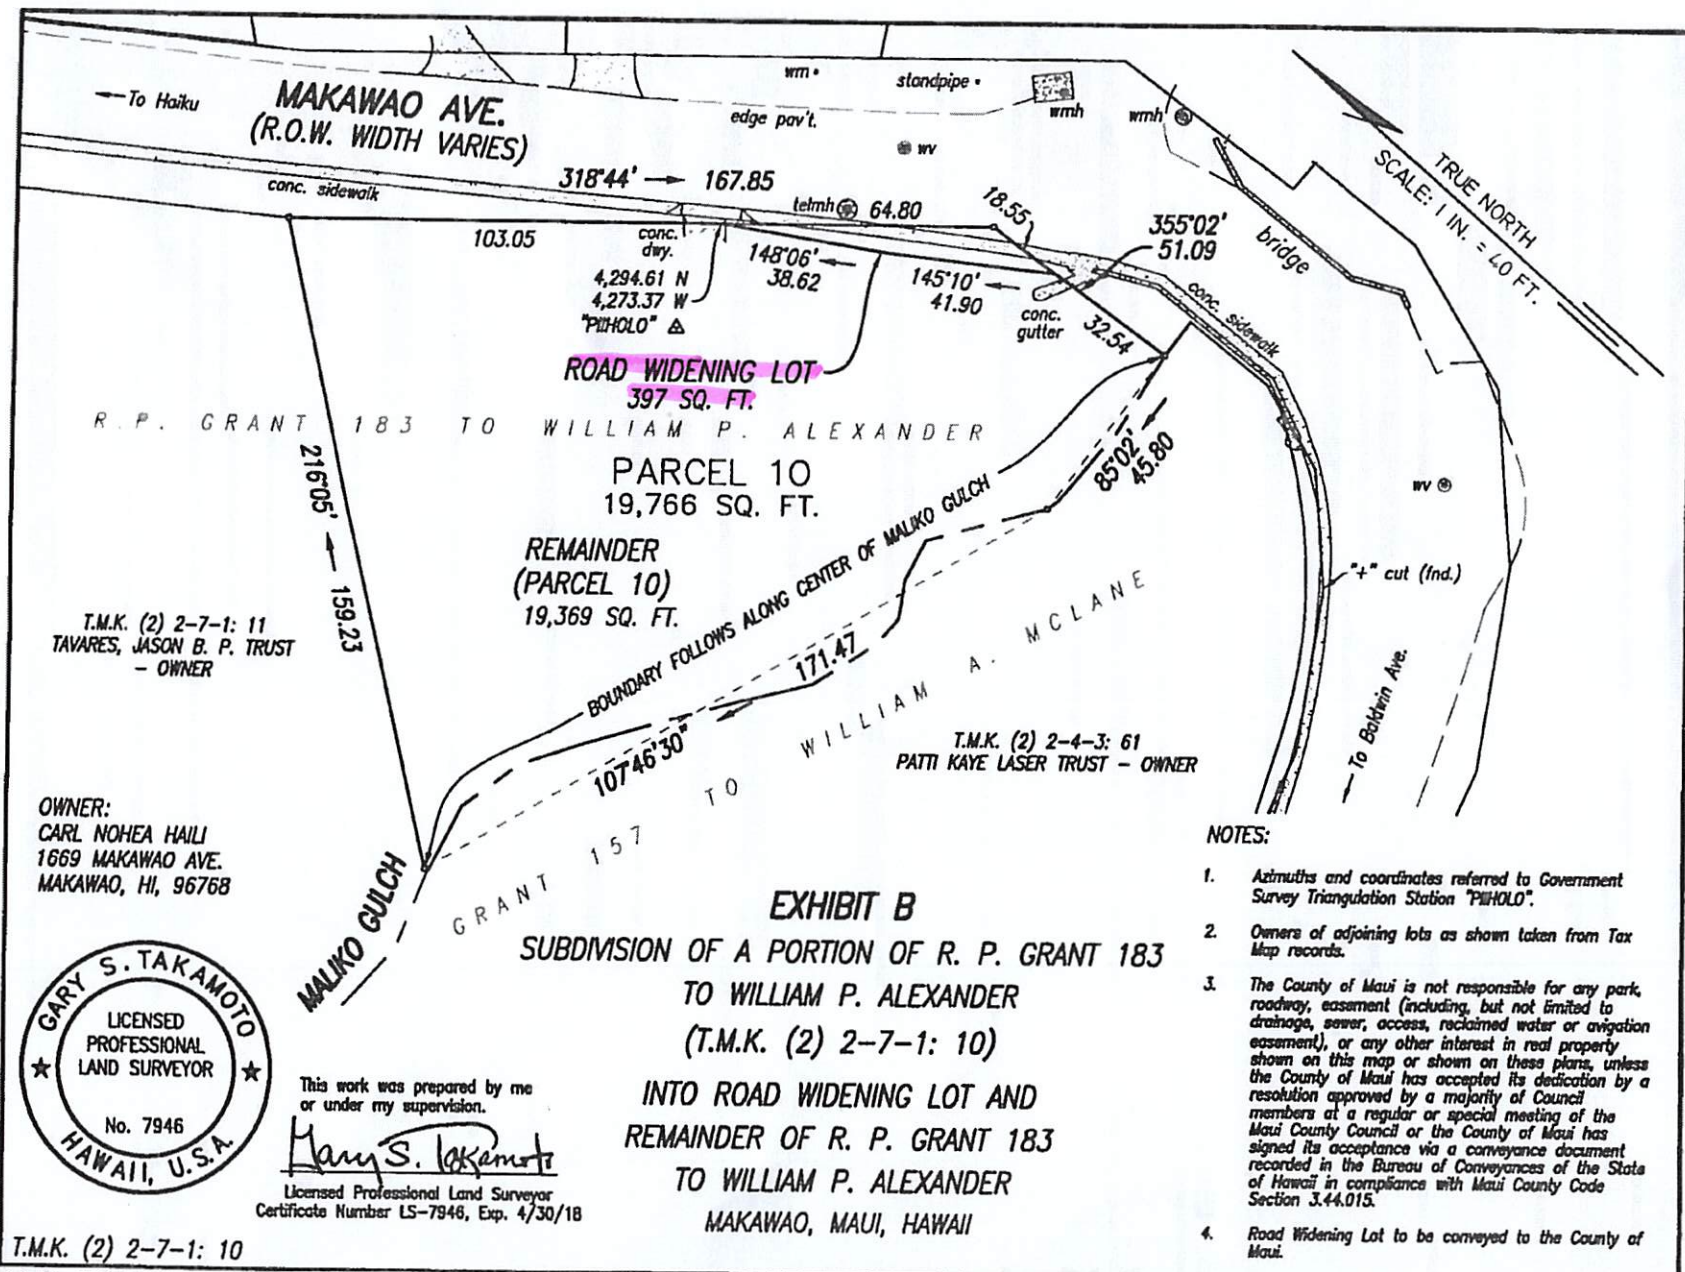 To Haiku
MAKAWAO AVE.
(R.O.W. WIDTH VARIES)
conc. sidewalk
wm
standpipe
edge pav't.
wmh
wmh
wv
TRUE NORTH
SCALE: 1 IN. = 40 FT.
318°44' 167.85
telmh
64.80
18.55
355°02'
51.09
bridge
103.05
conc.
dwy.
148°06'
38.62
145°10'
41.90
conc.
gutter
32.54
conc. sidewalk
4,294.61 N
4,273.37 W
"PIIHOLO"
ROAD WIDENING LOT
397 SQ. FT.
R. P. GRANT 183 TO WILLIAM P. ALEXANDER
PARCEL 10
19,766 SQ. FT.
216°05' 159.23
85°02'
45.80
wv
REMAINDER
(PARCEL 10)
19,369 SQ. FT.
BOUNDARY FOLLOWS ALONG CENTER OF MALIKO GULCH
"+" cut (fnd.)
T.M.K. (2) 2-7-1: 11
TAVARES, JASON B. P. TRUST
- OWNER
171.47
107°46'30"
GRANT 157 TO WILLIAM A. MCLANE
T.M.K. (2) 2-4-3: 61
PATTI KAYE LASER TRUST - OWNER
To Baldwin Ave.
OWNER:
CARL NOHEA HAILI
1669 MAKAWAO AVE.
MAKAWAO, HI, 96768
MALIKO GULCH
EXHIBIT B
SUBDIVISION OF A PORTION OF R. P. GRANT 183
TO WILLIAM P. ALEXANDER
(T.M.K. (2) 2-7-1: 10)
INTO ROAD WIDENING LOT AND
REMAINDER OF R. P. GRANT 183
TO WILLIAM P. ALEXANDER
MAKAWAO, MAUI, HAWAII
NOTES:
1. Azimuths and coordinates referred to Government
Survey Triangulation Station "PIIHOLO".
2. Owners of adjoining lots as shown taken from Tax
Map records.
3. The County of Maui is not responsible for any park,
roadway, easement (including, but not limited to
drainage, sewer, access, reclaimed water or avigation
easement), or any other interest in real property
shown on this map or shown on these plans, unless
the County of Maui has accepted its dedication by a
resolution approved by a majority of Council
members at a regular or special meeting of the
Maui County Council or the County of Maui has
signed its acceptance via a conveyance document
recorded in the Bureau of Conveyances of the State
of Hawaii in compliance with Maui County Code
Section 3.44.015.
4. Road Widening Lot to be conveyed to the County of
Maui.
GARY S. TAKAMOTO
LICENSED
PROFESSIONAL
LAND SURVEYOR
No. 7946
HAWAII, U.S.A.
This work was prepared by me
or under my supervision.
Gary S. Takamoto
Licensed Professional Land Surveyor
Certificate Number LS-7946, Exp. 4/30/18
T.M.K. (2) 2-7-1: 10